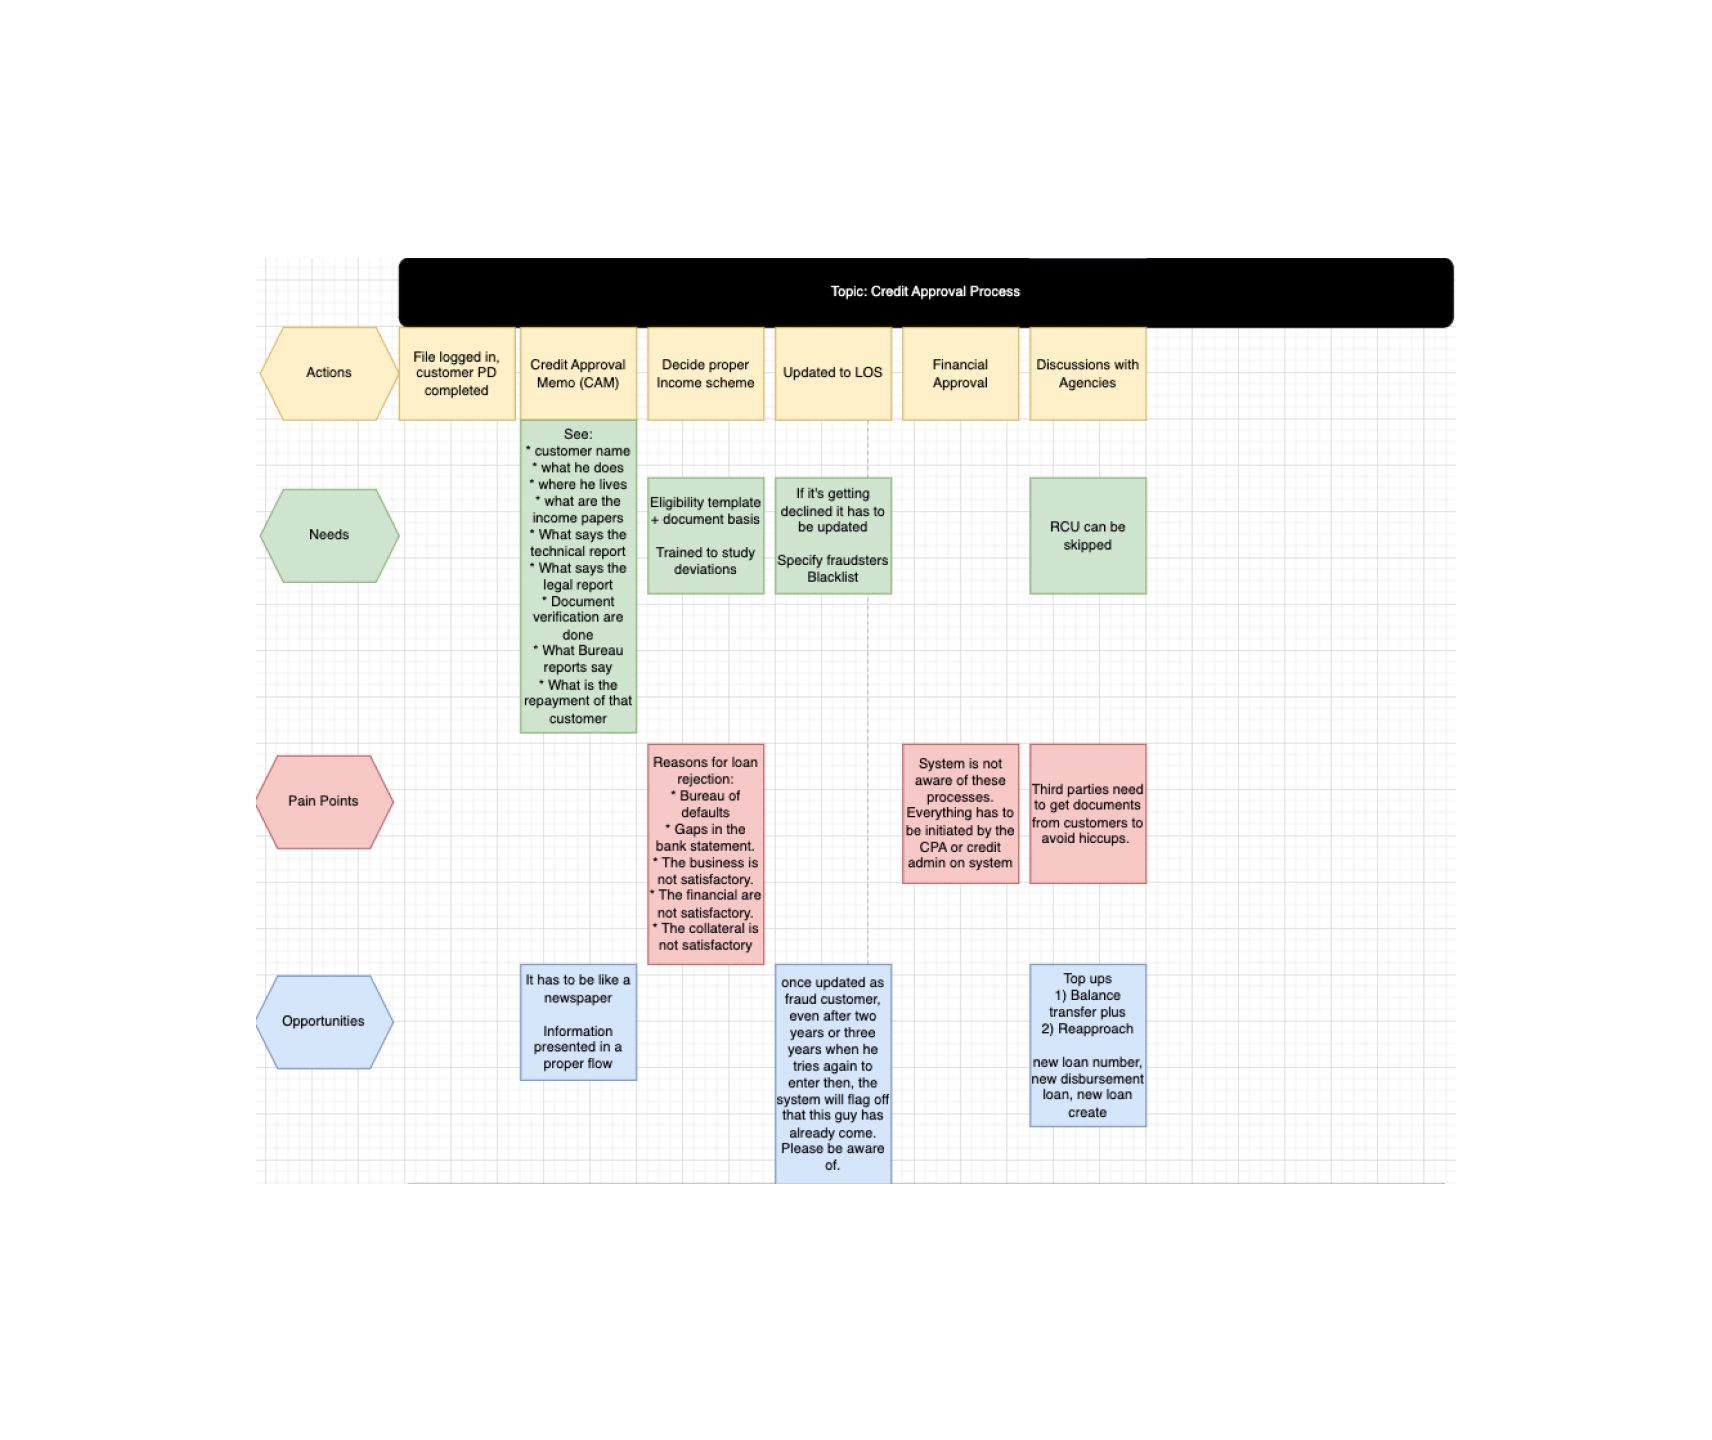 Topic: Credit Approval Process
Actions
File logged in,
customer PD
completed
Credit Approval
Memo (CAM)
Decide proper
Income scheme
Updated to LOS
Financial
Approval
Discussions with
Agencies
Needs
See:
* customer name
* what he does
* where he lives
* what are the
income papers
* What says the
technical report
* What says the
legal report
* Document
verification are
done
* What Bureau
reports say
* What is the
repayment of that
customer
Eligibility template
+ document basis
Trained to study
deviations
If it's getting
declined it has to
be updated
Specify fraudsters
Blacklist
RCU can be
skipped
Pain Points
Reasons for loan
rejection:
* Bureau of
defaults
* Gaps in the
bank statement.
* The business is
not satisfactory.
* The financial are
not satisfactory.
* The collateral is
not satisfactory
System is not
aware of these
processes.
Everything has to
be initiated by the
CPA or credit
admin on system
Third parties need
to get documents
from customers to
avoid hiccups.
Opportunities
It has to be like a
newspaper
Information
presented in a
proper flow
once updated as
fraud customer,
even after two
years or three
years when he
tries again to
enter then, the
system will flag off
that this guy has
already come.
Please be aware
of.
Top ups
1) Balance
transfer plus
2) Reapproach
new loan number,
new disbursement
loan, new loan
create